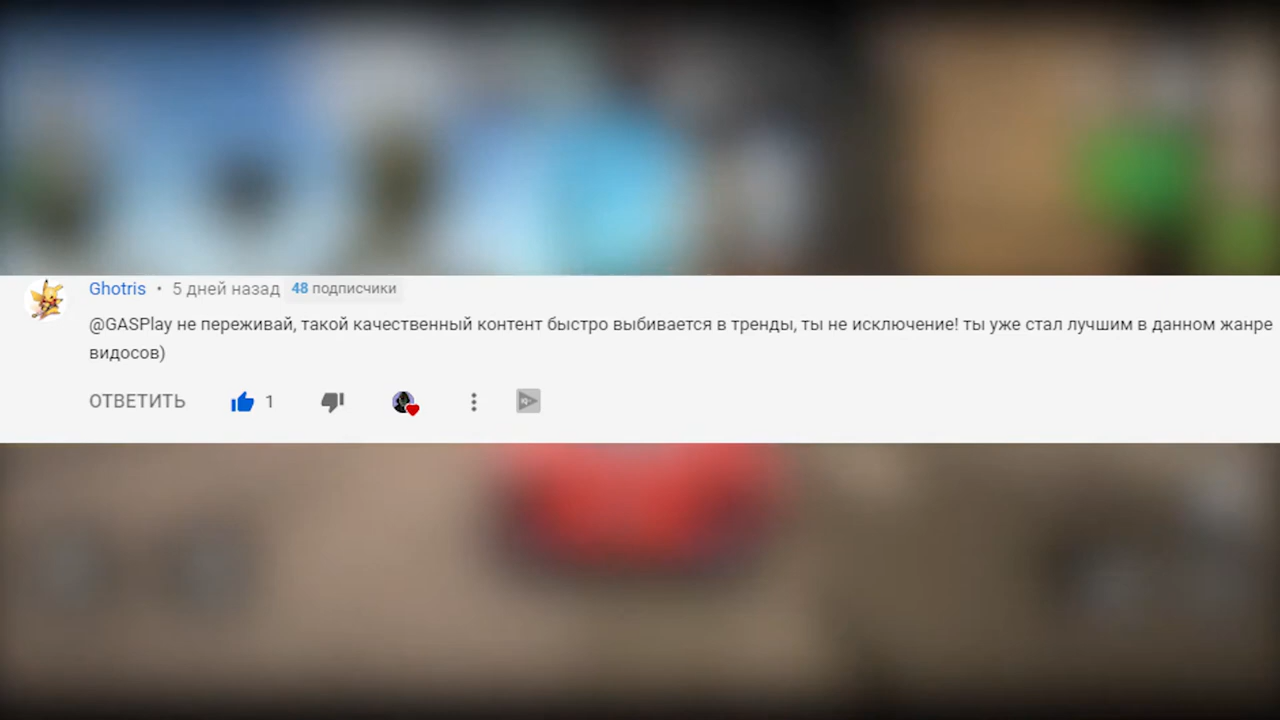 Ghotris • 5 дней назад 48 подписчики
@GASPlay не переживай, такой качественный контент быстро выбивается в тренды, ты не исключение! ты уже стал лучшим в данном жанре
видосов)
ОТВЕТИТЬ 1